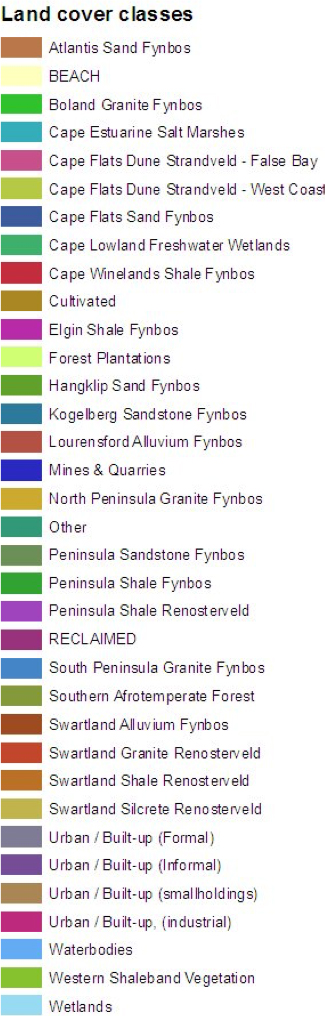 Land cover classes
Atlantis Sand Fynbos
BEACH
Boland Granite Fynbos
Cape Estuarine Salt Marshes
Cape Flats Dune Strandveld - False Bay
Cape Flats Dune Strandveld - West Coast
Cape Flats Sand Fynbos
Cape Lowland Freshwater Wetlands
Cape Winelands Shale Fynbos
Cultivated
Elgin Shale Fynbos
Forest Plantations
Hangklip Sand Fynbos
Kogelberg Sandstone Fynbos
Lourensford Alluvium Fynbos
Mines & Quarries
North Peninsula Granite Fynbos
Other
Peninsula Sandstone Fynbos
Peninsula Shale Fynbos
Peninsula Shale Renosterveld
RECLAIMED
South Peninsula Granite Fynbos
Southern Afrotemperate Forest
Swartland Alluvium Fynbos
Swartland Granite Renosterveld
Swartland Shale Renosterveld
Swartland Silcrete Renosterveld
Urban / Built-up (Formal)
Urban / Built-up (Informal)
Urban / Built-up (smallholdings)
Urban / Built-up, (industrial)
Waterbodies
Western Shaleband Vegetation
Wetlands